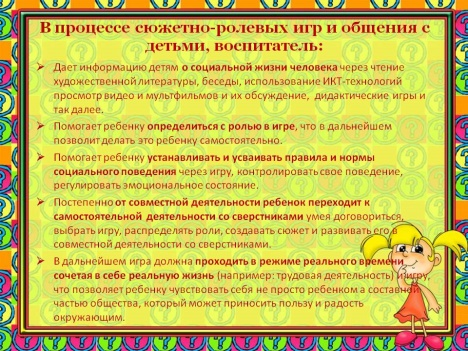 В процессе сюжетно-ролевых игр и общения с
детьми, воспитатель:
Дает информацию детям о социальной жизни человека через чтение
художественной литературы, беседы, использование ИКТ-технологий
просмотр видео и мультфильмов и их обсуждение, дидактические игры и
так далее.
Помогает ребенку определиться с ролью в игре, что в дальнейшем
позволит делать это ребенку самостоятельно.
Помогает ребенку устанавливать и усваивать правила и нормы
социального поведения через игру, контролировать свое поведение,
регулировать эмоциональное состояние.
Постепенно от совместной деятельности ребенок переходит к
самостоятельной деятельности со сверстниками умея договориться,
выбрать игру, распределять роли, создавать сюжет и развивать его в
совместной деятельности со сверстниками.
В дальнейшем игра должна проходить в режиме реального времени
сочетая в себе реальную жизнь (например: трудовая деятельность) и игру,
что позволяет ребенку чувствовать себя не просто ребенком а составной
частью общества, который может приносить пользу и радость
окружающим.